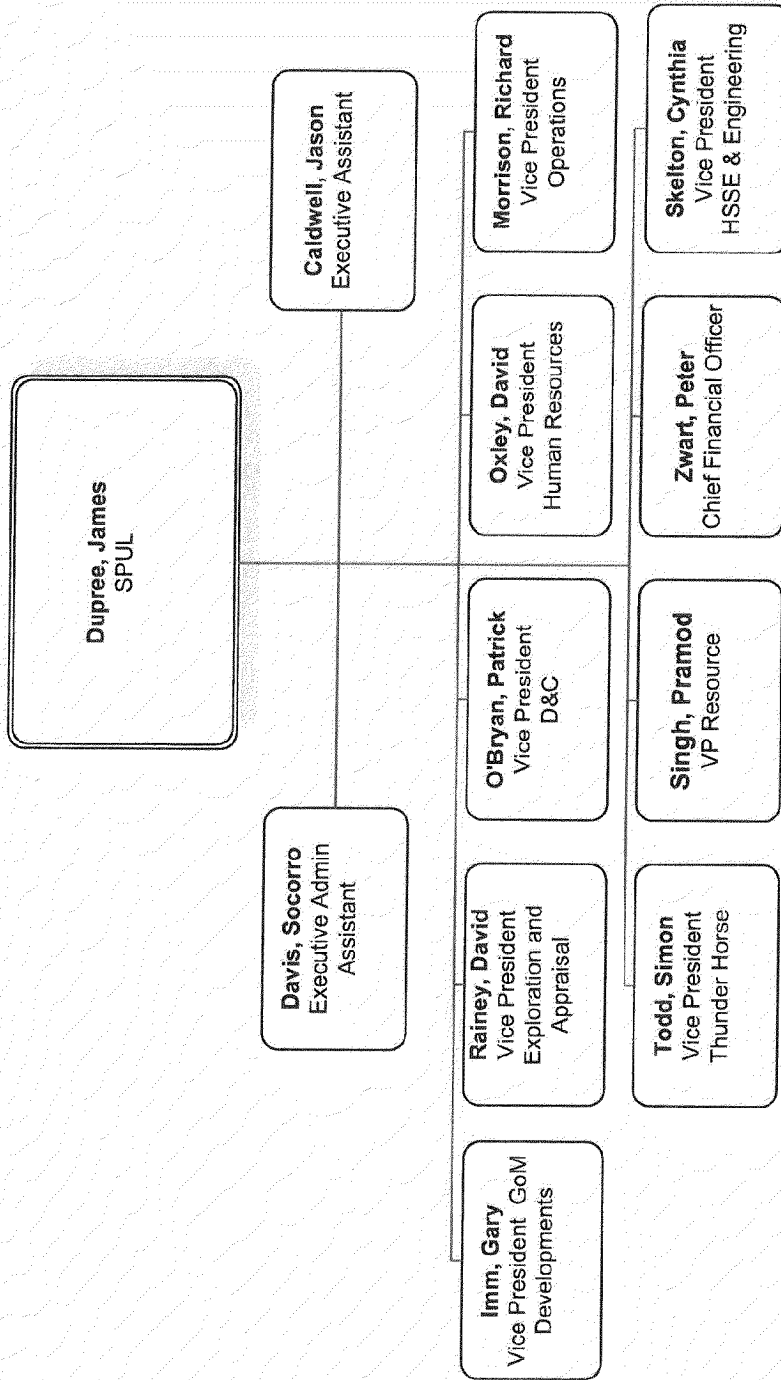 Dupree, James
SPUL
Davis, Socorro
Executive Admin
Assistant
Caldwell, Jason
Executive Assistant
Imm, Gary
Vice President GoM
Developments
Rainey, David
Vice President
Exploration and
Appraisal
O'Bryan, Patrick
Vice President
D&C
Oxley, David
Vice President
Human Resources
Morrison, Richard
Vice President
Operations
Todd, Simon
Vice President
Thunder Horse
Singh, Pramod
VP Resource
Zwart, Peter
Chief Financial Officer
Skelton, Cynthia
Vice President
HSSE & Engineering